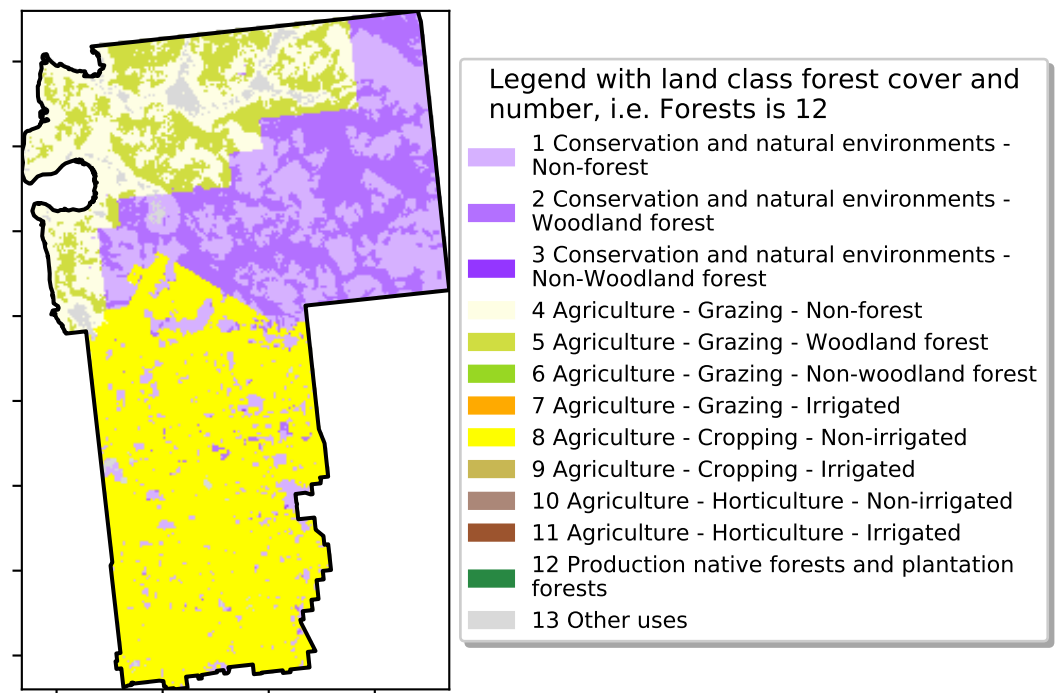 Legend with land class forest cover and
number, i.e. Forests is 12
1 Conservation and natural environments -
Non-forest
2 Conservation and natural environments -
Woodland forest
3 Conservation and natural environments -
Non-Woodland forest
4 Agriculture - Grazing - Non-forest
5 Agriculture - Grazing - Woodland forest
6 Agriculture - Grazing - Non-woodland forest
7 Agriculture - Grazing - Irrigated
8 Agriculture - Cropping - Non-irrigated
9 Agriculture - Cropping - Irrigated
10 Agriculture - Horticulture - Non-irrigated
11 Agriculture - Horticulture - Irrigated
12 Production native forests and plantation
forests
13 Other uses